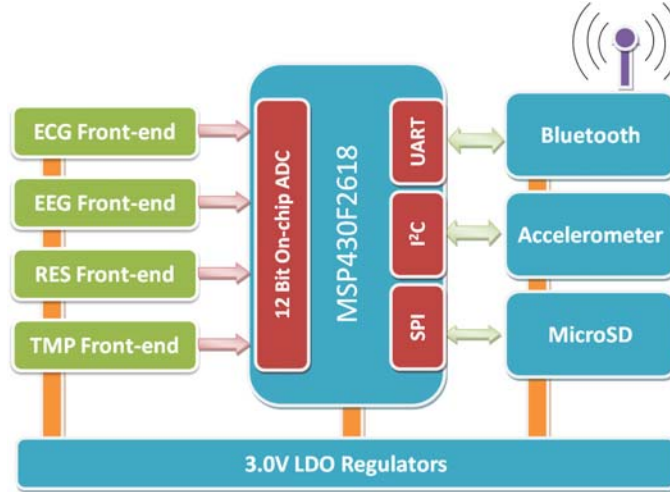 ECG Front-end
EEG Front-end
RES Front-end
TMP Front-end
12 Bit On-chip ADC
MSP430F2618
UART
I²C
SPI
Bluetooth
Accelerometer
MicroSD
3.0V LDO Regulators